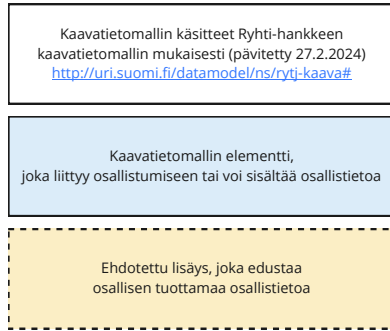 Kaavatietomallin käsitteet Ryhti-hankkeen
kaavatietomallin mukaisesti (pävitetty 27.2.2024)
http://uri.suomi.fi/datamodel/ns/rytj-kaava#
Kaavatietomallin elementti,
joka liittyy osallistumiseen tai voi sisältää osallistietoa
Ehdotettu lisäys, joka edustaa
osallisen tuottamaa osallistietoa